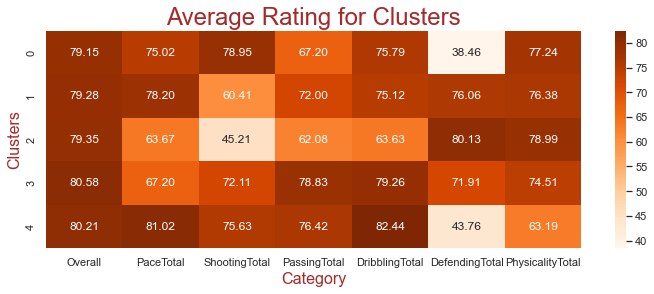 Average Rating for Clusters
Clusters
0 79.15 75.02 78.95 67.20 75.79 38.46 77.24
1 79.28 78.20 60.41 72.00 75.12 76.06 76.38
2 79.35 63.67 45.21 62.08 63.63 80.13 78.99
3 80.58 67.20 72.11 78.83 79.26 71.91 74.51
4 80.21 81.02 75.63 76.42 82.44 43.76 63.19
Overall PaceTotal ShootingTotal PassingTotal DribblingTotal DefendingTotal PhysicalityTotal
Category
80
75
70
65
60
55
50
45
40